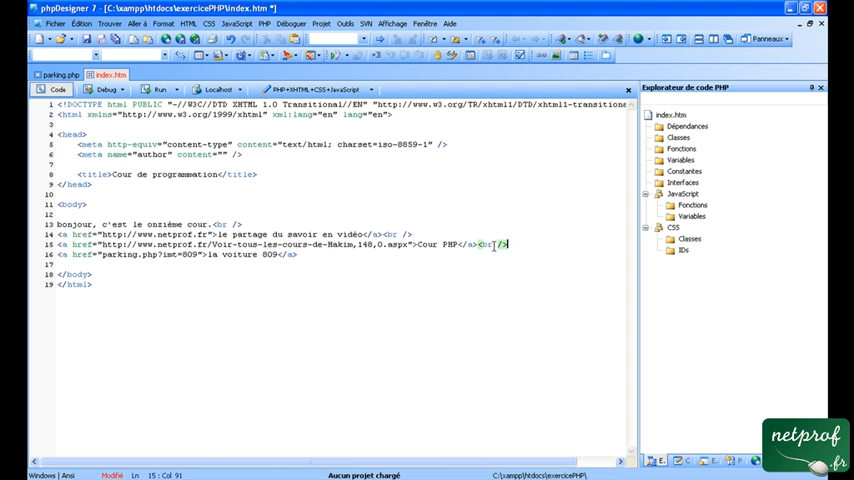 phpDesigner 7 - [C:\xampp\htdocs\exercicePHP\index.htm *]
Fichier Édition Trouver Aller à Format HTML CSS JavaScript PHP Déboguer Projet Outils SVN Affichage Fenêtre Aide
Panneaux
parking.php index.htm
Code Debug Run Localhost PHP+XHTML+CSS+JavaScript
Explorateur de code PHP
1 <!DOCTYPE html PUBLIC "-//W3C//DTD XHTML 1.0 Transitional//EN" "http://www.w3.org/TR/xhtml1/DTD/xhtml1-transitiona
2 <html xmlns="http://www.w3.org/1999/xhtml" xml:lang="en" lang="en">
3
4 <head>
5 <meta http-equiv="content-type" content="text/html; charset=iso-8859-1" />
6 <meta name="author" content="" />
7
8 <title>Cour de programmation</title>
9 </head>
10
11 <body>
12
13 bonjour, c'est le onzième cour.<br />
14 <a href="http://www.netprof.fr">le partage du savoir en vidéo</a><br />
15 <a href="http://www.netprof.fr/Voir-tous-les-cours-de-Hakim,148,0.aspx">Cour PHP</a><br />
16 <a href="parking.php?imt=809">la voiture 809</a>
17
18 </body>
19 </html>
index.htm
Dépendances
Classes
Fonctions
Variables
Constantes
Interfaces
JavaScript
Fonctions
Variables
CSS
Classes
IDs
E. C. E. P
Windows | Ansi Modifié Ln 15 : Col 91 Aucun projet chargé C:\xampp\htdocs\exercicePHP\
netprof
.fr